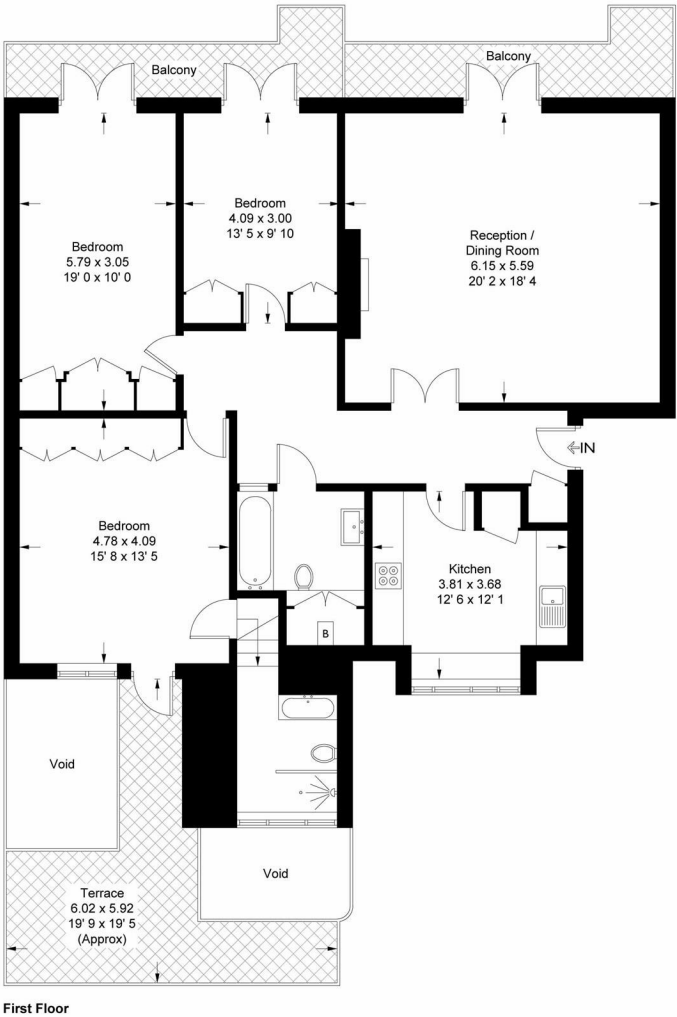 Balcony
Balcony
Bedroom
4.09 x 3.00
13' 5 x 9' 10
Bedroom
5.79 x 3.05
19' 0 x 10' 0
Reception /
Dining Room
6.15 x 5.59
20' 2 x 18' 4
IN
Bedroom
4.78 x 4.09
15' 8 x 13' 5
Kitchen
3.81 x 3.68
12' 6 x 12' 1
B
Void
Void
Terrace
6.02 x 5.92
19' 9 x 19' 5
(Approx)
First Floor